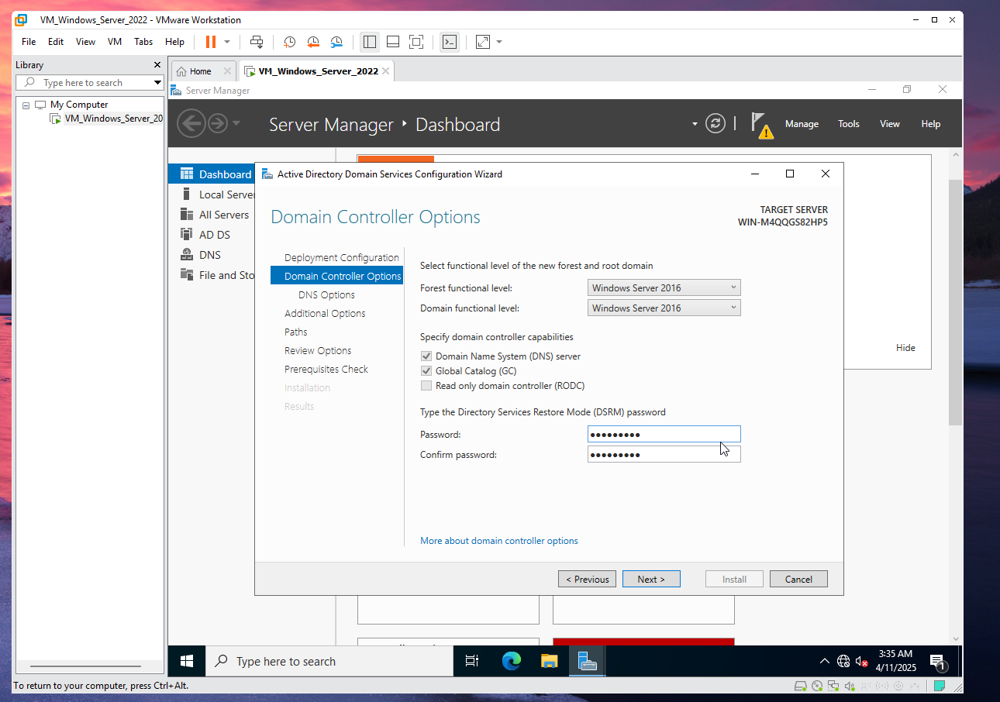 VM_Windows_Server_2022 - VMware Workstation
File Edit View VM Tabs Help
Library
Type here to search
My Computer
VM_Windows_Server_20
Home
VM_Windows_Server_2022
Server Manager
Server Manager Dashboard
Manage Tools View Help
Dashboard
Local Server
All Servers
AD DS
DNS
File and Sto
Hide
Active Directory Domain Services Configuration Wizard
Domain Controller Options
TARGET SERVER
WIN-M4QQGS82HP5
Deployment Configuration
Domain Controller Options
DNS Options
Additional Options
Paths
Review Options
Prerequisites Check
Installation
Results
Select functional level of the new forest and root domain
Forest functional level: Windows Server 2016
Domain functional level: Windows Server 2016
Specify domain controller capabilities
Domain Name System (DNS) server
Global Catalog (GC)
Read only domain controller (RODC)
Type the Directory Services Restore Mode (DSRM) password
Password: ●●●●●●●●●
Confirm password: ●●●●●●●●●
More about domain controller options
< Previous Next > Install Cancel
Type here to search
3:35 AM
4/11/2025
1
To return to your computer, press Ctrl+Alt.